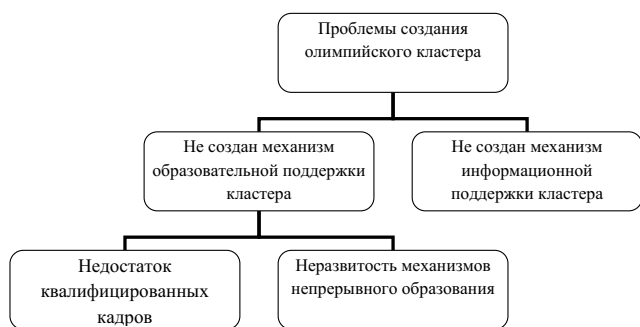 Проблемы создания
олимпийского кластера
Не создан механизм
образовательной поддержки
кластера
Не создан механизм
информационной
поддержки кластера
Недостаток
квалифицированных
кадров
Неразвитость механизмов
непрерывного образования